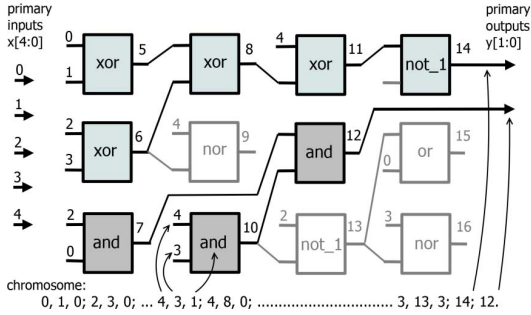 primary inputs x[4:0]
primary outputs y[1:0]
0
1
2
3
4
0 1 xor 5
xor 8
4 xor 11
not_1 14
2 3 xor 6
4 nor 9
and 12
0 or 15
2 0 and 7
4 3 and 10
2 not_1 13
3 nor 16
chromosome:
0, 1, 0; 2, 3, 0; ... 4, 3, 1; 4, 8, 0; ................................ 3, 13, 3; 14; 12.